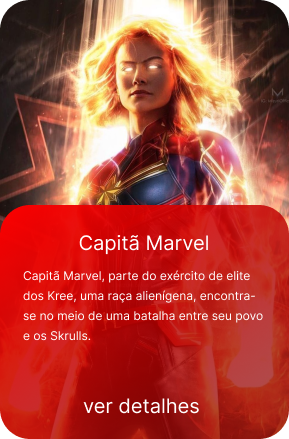 Capitã Marvel
Capitã Marvel, parte do exército de elite
dos Kree, uma raça alienígena, encontra-
se no meio de uma batalha entre seu povo
e os Skrulls.
ver detalhes